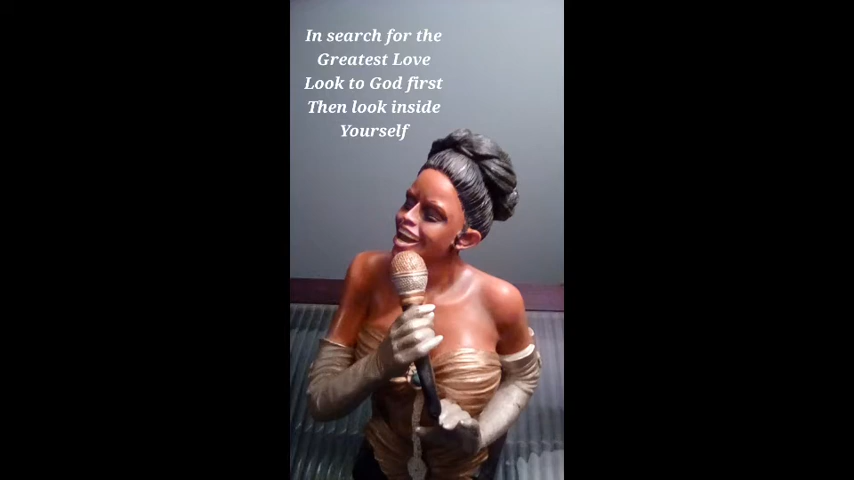 In search for the
Greatest Love
Look to God first
Then look inside
Yourself